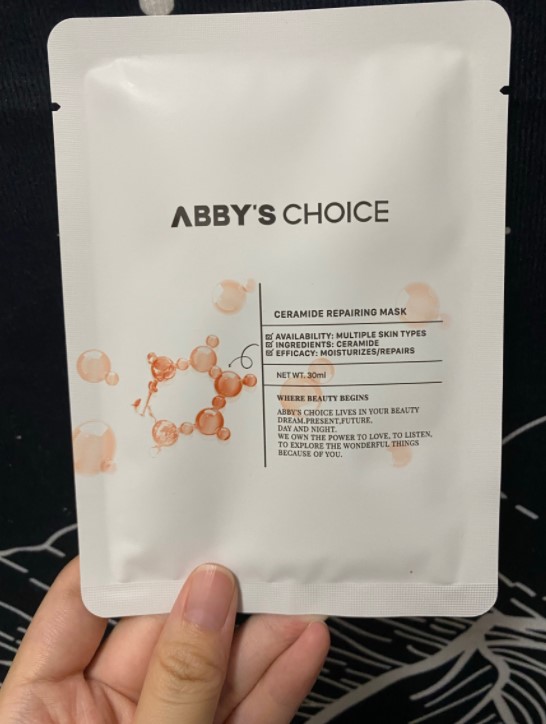 ABBY'S CHOICE
CERAMIDE REPAIRING MASK
AVAILABILITY: MULTIPLE SKIN TYPES
INGREDIENTS: CERAMIDE
EFFICACY: MOISTURIZES/REPAIRS
NET WT. 30ml
WHERE BEAUTY BEGINS
ABBY'S CHOICE LIVES IN YOUR BEAUTY
DREAM,PRESENT,FUTURE,
DAY AND NIGHT.
WE OWN THE POWER TO LOVE, TO LISTEN,
TO EXPLORE THE WONDERFUL THINGS
BECAUSE OF YOU.